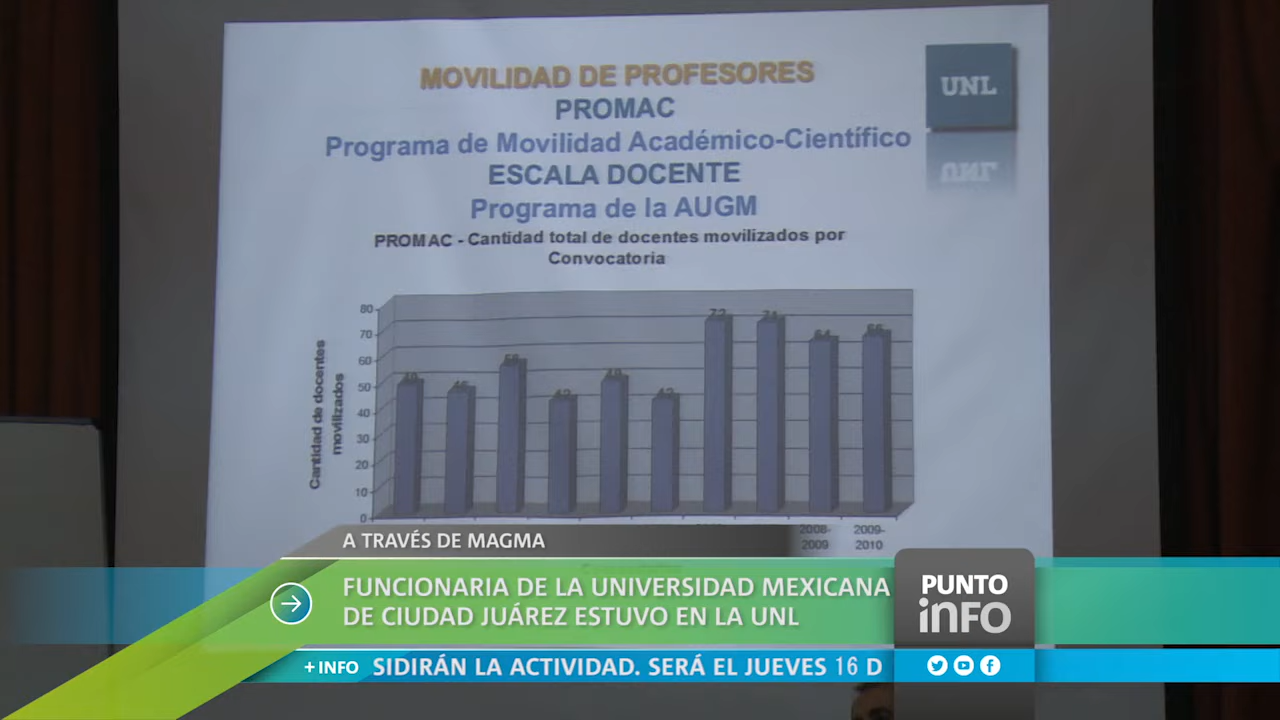 MOVILIDAD DE PROFESORES
UNL
PROMAC
Programa de Movilidad Académico-Científico
ESCALA DOCENTE
Programa de la AUGM
PROMAC - Cantidad total de docentes movilizados por
Convocatoria
Cantidad de docentes
movilizados
80
70
60
50
40
30
20
10
0
72
64
2008-
2009
2009-
2010
A TRAVÉS DE MAGMA
FUNCIONARIA DE LA UNIVERSIDAD MEXICANA
DE CIUDAD JUÁREZ ESTUVO EN LA UNL
PUNTO
iNFO
+ INFO SIDIRÁN LA ACTIVIDAD. SERÁ EL JUEVES 16 D